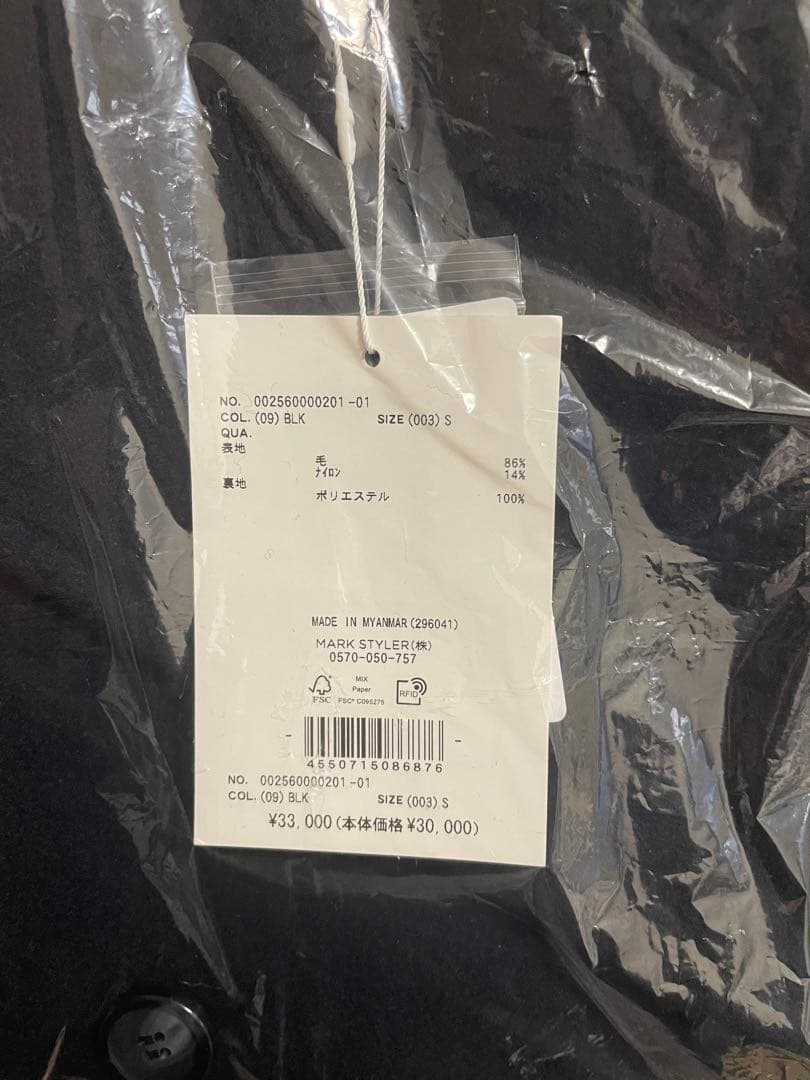 NO. 002560000201-01
COL. (09) BLK SIZE (003) S
QUA.
表地
毛 86%
ﾅｲﾛﾝ 14%
裏地
ポリエステル 100%
MADE IN MYANMAR (296041)
MARK STYLER(株)
0570-050-757
FSC
MIX
Paper
FSC® C095275
RFID
4550715086876
NO. 002560000201-01
COL. (09) BLK SIZE (003) S
¥33,000(本体価格¥30,000)